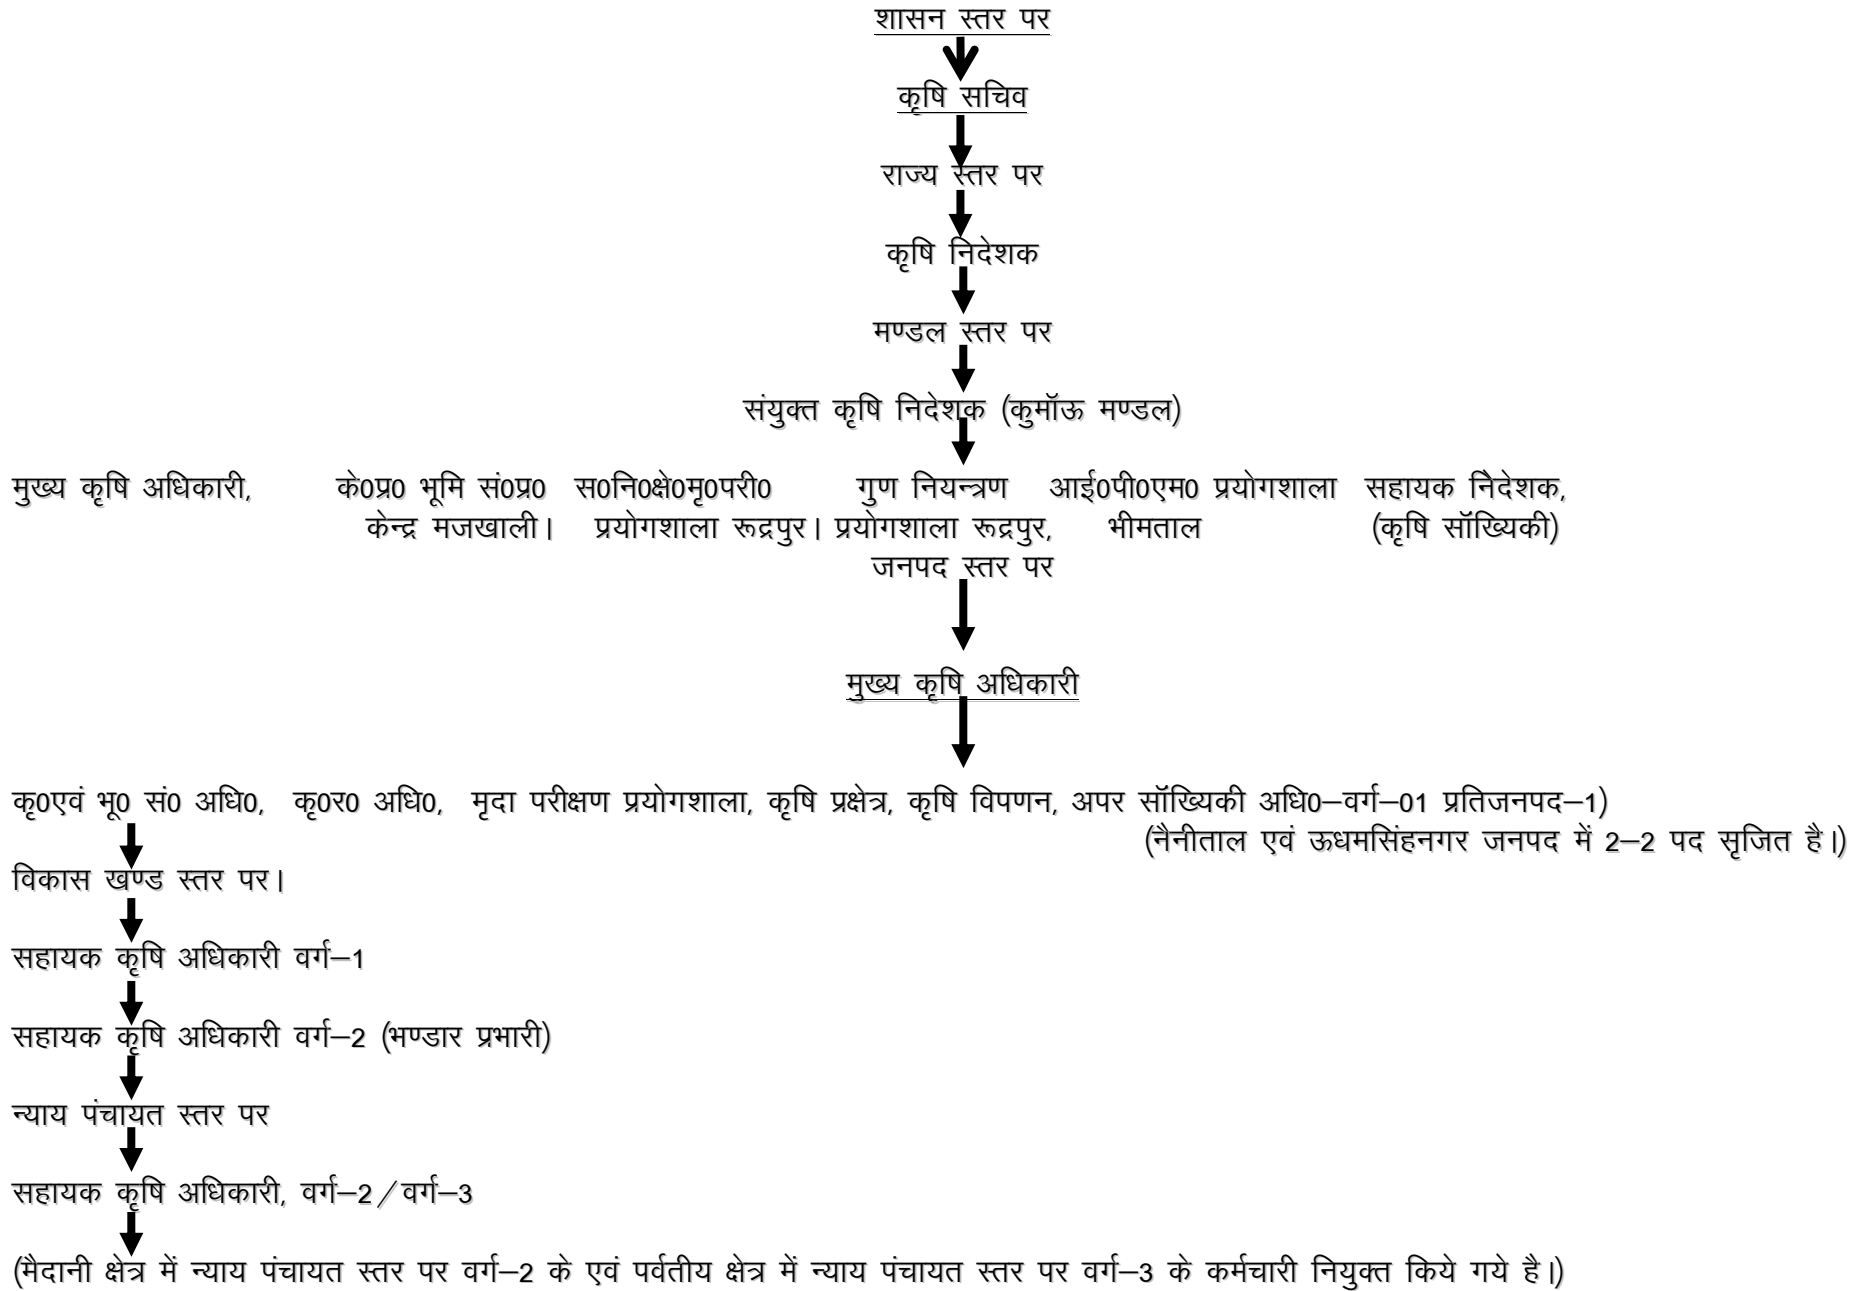 शासन स्तर पर
कृषि सचिव
राज्य स्तर पर
कृषि निदेशक
मण्डल स्तर पर
संयुक्त कृषि निदेशक (कुमॉऊ मण्डल)
मुख्य कृषि अधिकारी, के0प्र0 भूमि सं0प्र0 स0नि0क्षे0मृ0परी0 गुण नियन्त्रण आई0पी0एम0 प्रयोगशाला सहायक निदेशक,
केन्द्र मजखाली। प्रयोगशाला रूद्रपुर। प्रयोगशाला रूद्रपुर, भीमताल (कृषि सॉख्यिकी)
जनपद स्तर पर
मुख्य कृषि अधिकारी
कृ0एवं भू0 सं0 अधि0, कृ0र0 अधि0, मृदा परीक्षण प्रयोगशाला, कृषि प्रक्षेत्र, कृषि विपणन, अपर सॉख्यिकी अधि0–वर्ग–01 प्रतिजनपद–1)
(नैनीताल एवं ऊधमसिंहनगर जनपद में 2–2 पद सृजित है।)
विकास खण्ड स्तर पर।
सहायक कृषि अधिकारी वर्ग–1
सहायक कृषि अधिकारी वर्ग–2 (भण्डार प्रभारी)
न्याय पंचायत स्तर पर
सहायक कृषि अधिकारी, वर्ग–2/वर्ग–3
(मैदानी क्षेत्र में न्याय पंचायत स्तर पर वर्ग–2 के एवं पर्वतीय क्षेत्र में न्याय पंचायत स्तर पर वर्ग–3 के कर्मचारी नियुक्त किये गये है।)